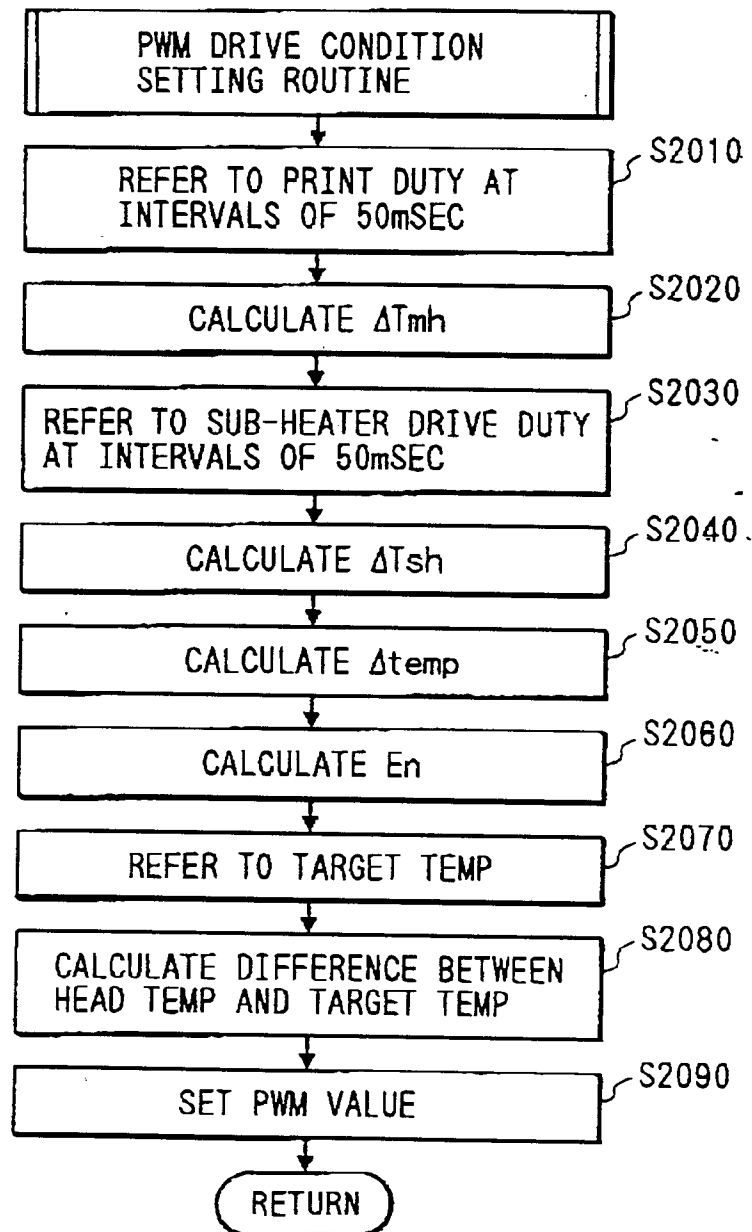 PWM DRIVE CONDITION
SETTING ROUTINE
S2010
REFER TO PRINT DUTY AT
INTERVALS OF 50mSEC
S2020
CALCULATE ΔTmh
S2030
REFER TO SUB-HEATER DRIVE DUTY
AT INTERVALS OF 50mSEC
S2040
CALCULATE ΔTsh
S2050
CALCULATE Δtemp
S2060
CALCULATE En
S2070
REFER TO TARGET TEMP
S2080
CALCULATE DIFFERENCE BETWEEN
HEAD TEMP AND TARGET TEMP
S2090
SET PWM VALUE
RETURN